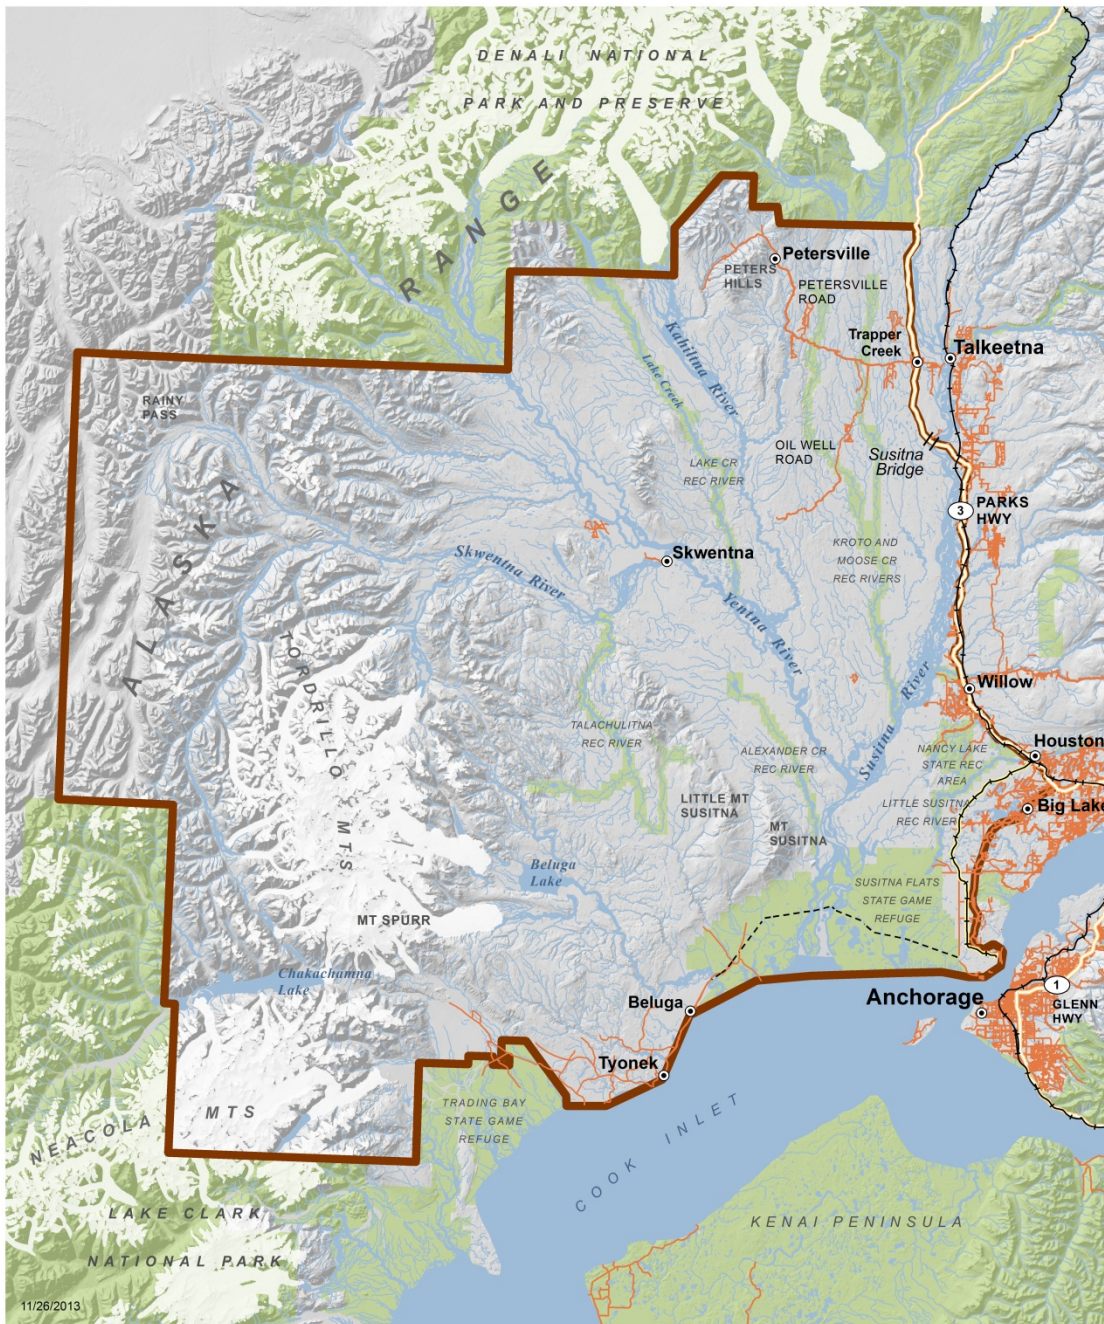 DENALI NATIONAL
PARK AND PRESERVE
RANGE
Petersville
PETERS
HILLS
PETERSVILLE
ROAD
Kahiltna River
Lake Creek
Trapper
Creek
Talkeetna
RAINY
PASS
ALASKA
OIL WELL
ROAD
Susitna
Bridge
LAKE CR
REC RIVER
3
PARKS
HWY
KROTO AND
MOOSE CR
REC RIVERS
Skwentna
Skwentna River
Yentna River
TORDRILLO MTS
Susitna River
Willow
TALACHULITNA
REC RIVER
ALEXANDER CR
REC RIVER
NANCY LAKE
STATE REC
AREA
Houston
LITTLE MT
SUSITNA
LITTLE SUSITNA
REC RIVER
Big Lake
MT
SUSITNA
Beluga
Lake
SUSITNA FLATS
STATE GAME
REFUGE
MT SPURR
Chakachamna
Lake
Beluga
Anchorage
1
GLENN
HWY
Tyonek
TRADING BAY
STATE GAME
REFUGE
NEACOLA MTS
COOK INLET
LAKE CLARK
NATIONAL PARK
KENAI PENINSULA
11/26/2013